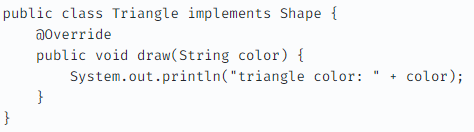 public class Triangle implements Shape {
    @Override
    public void draw(String color) {
        System.out.println("triangle color: " + color);
    }
}